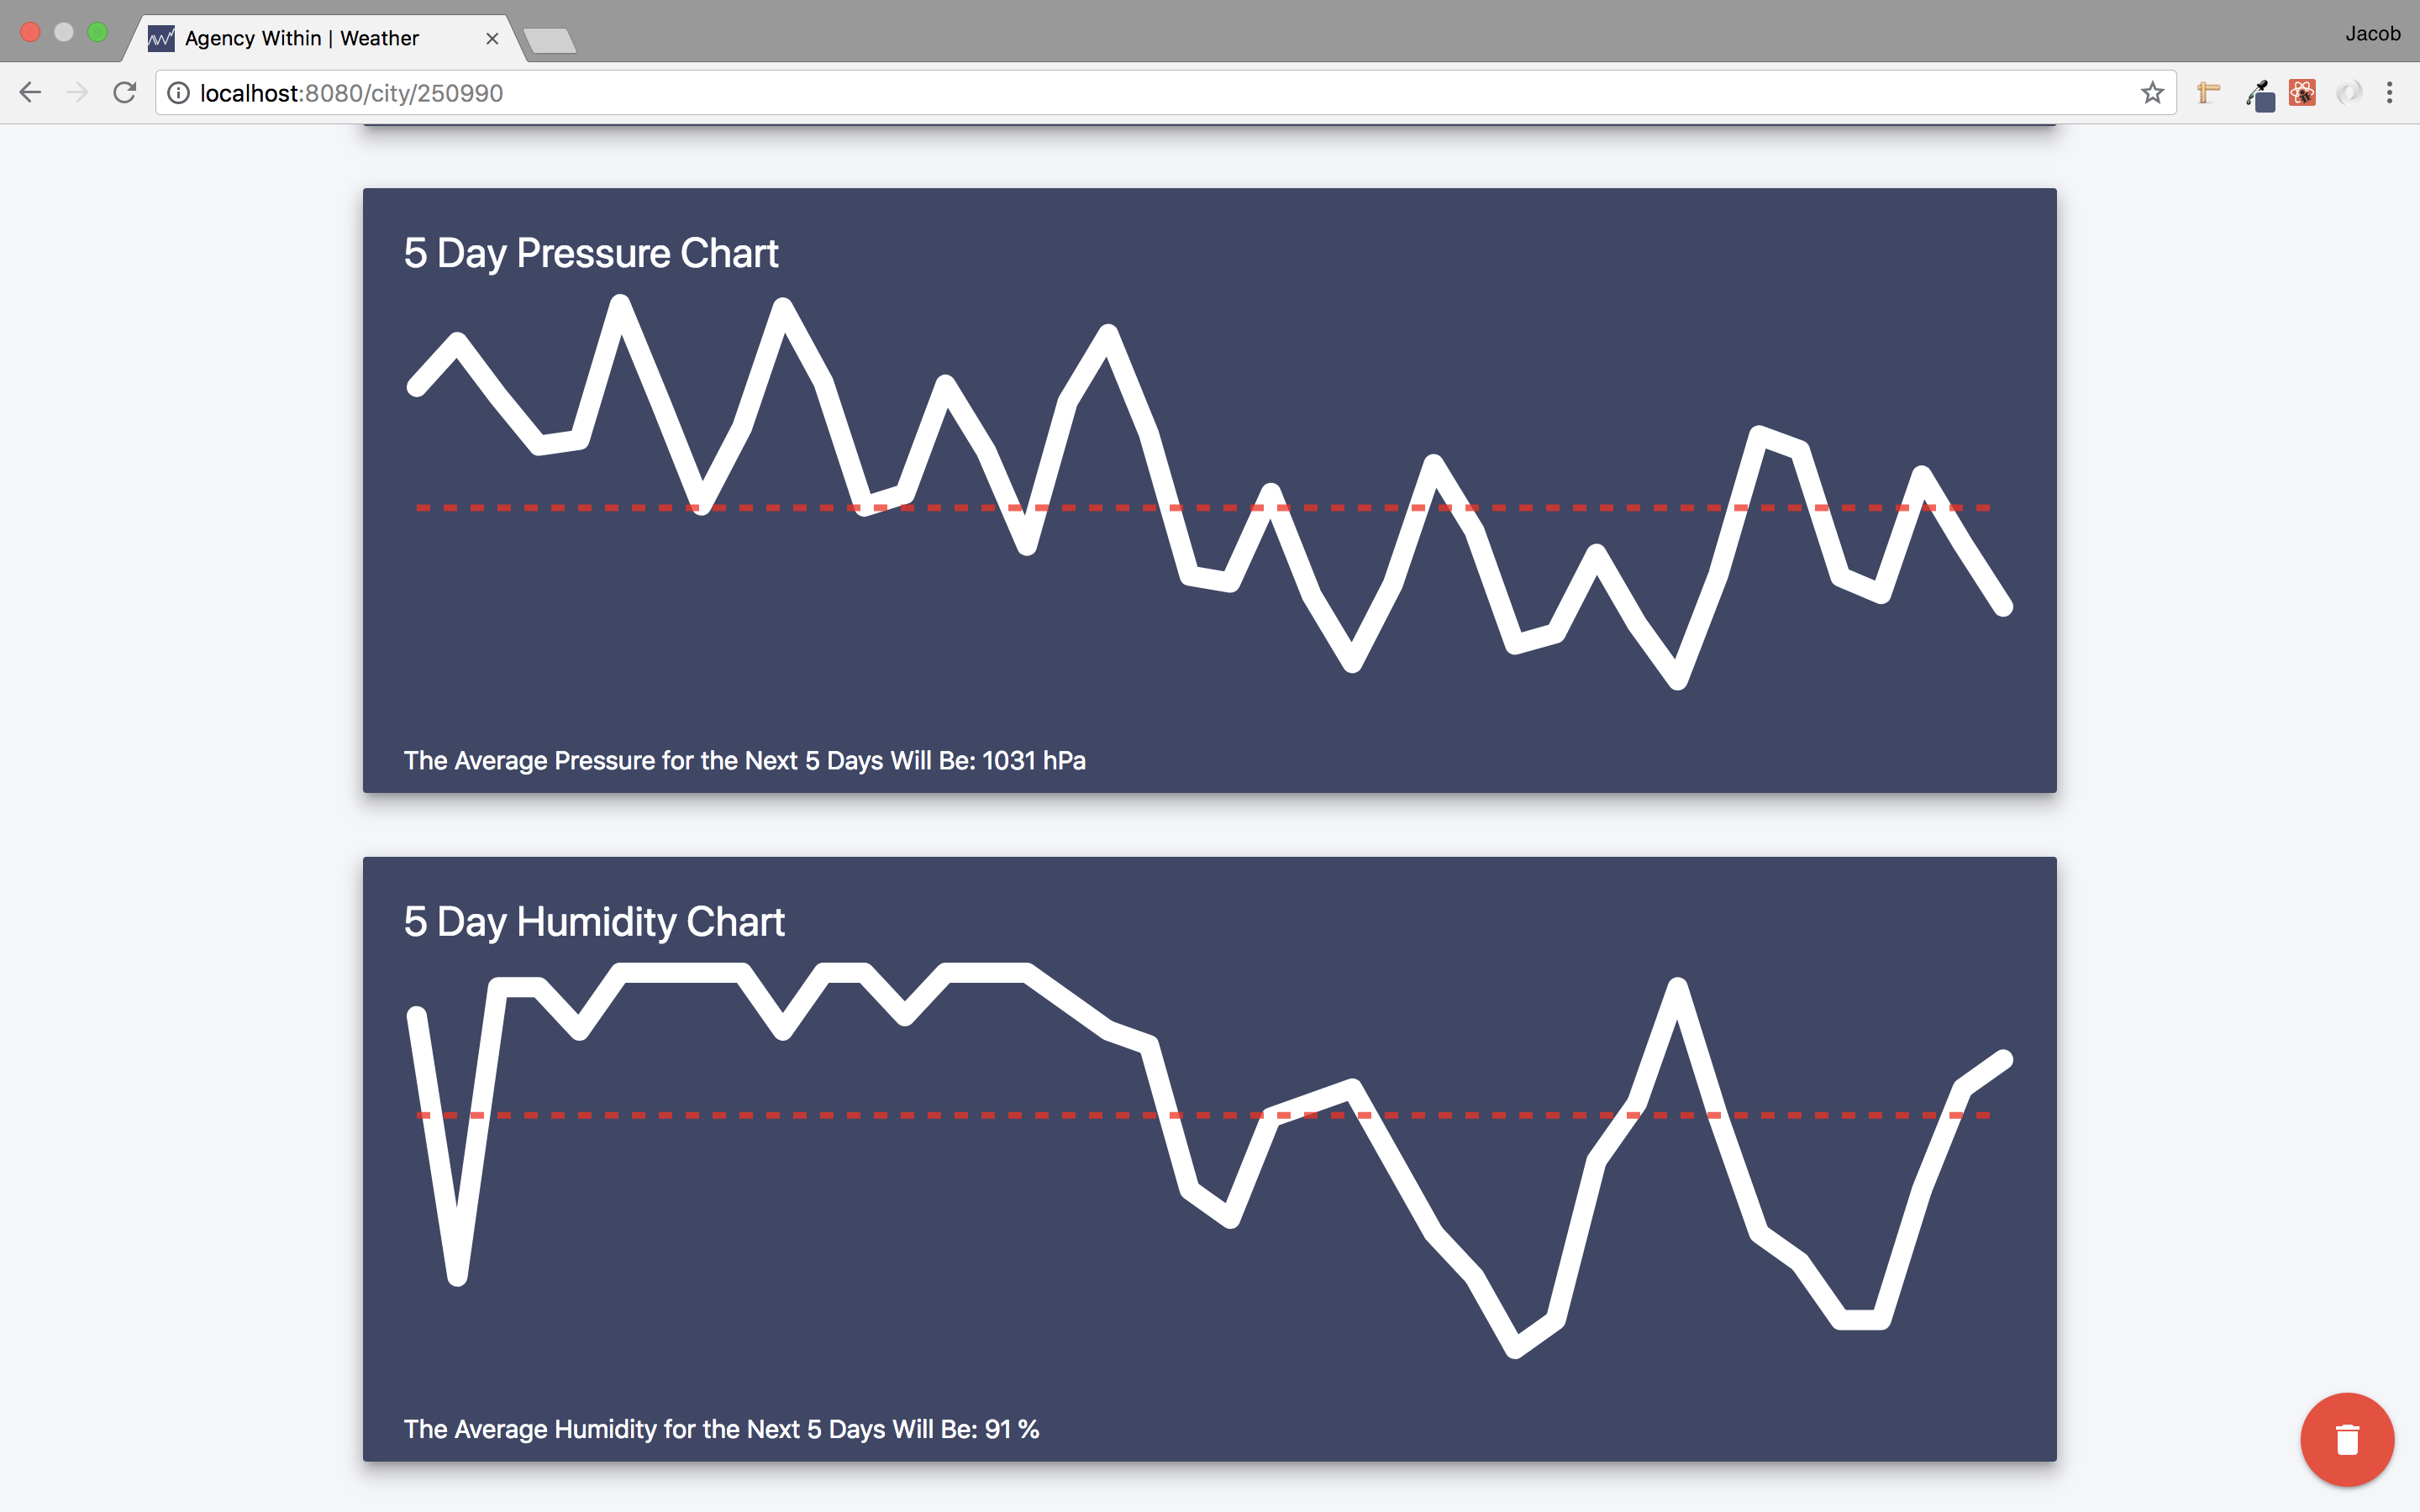 Agency Within | Weather
Jacob
localhost:8080/city/250990
5 Day Pressure Chart
The Average Pressure for the Next 5 Days Will Be: 1031 hPa
5 Day Humidity Chart
The Average Humidity for the Next 5 Days Will Be: 91 %